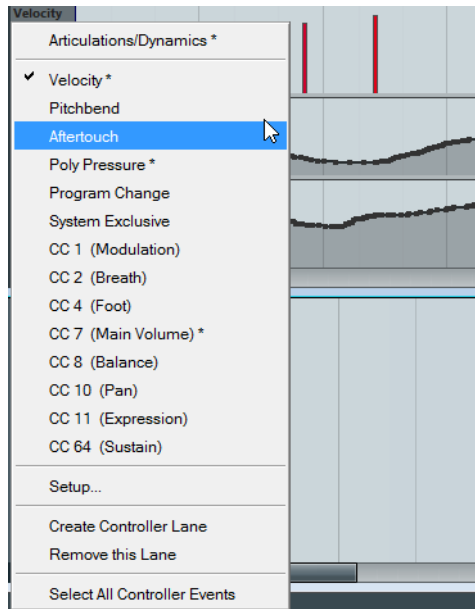 Velocity
Articulations/Dynamics *
Velocity *
Pitchbend
Aftertouch
Poly Pressure *
Program Change
System Exclusive
CC 1 (Modulation)
CC 2 (Breath)
CC 4 (Foot)
CC 7 (Main Volume) *
CC 8 (Balance)
CC 10 (Pan)
CC 11 (Expression)
CC 64 (Sustain)
Setup...
Create Controller Lane
Remove this Lane
Select All Controller Events